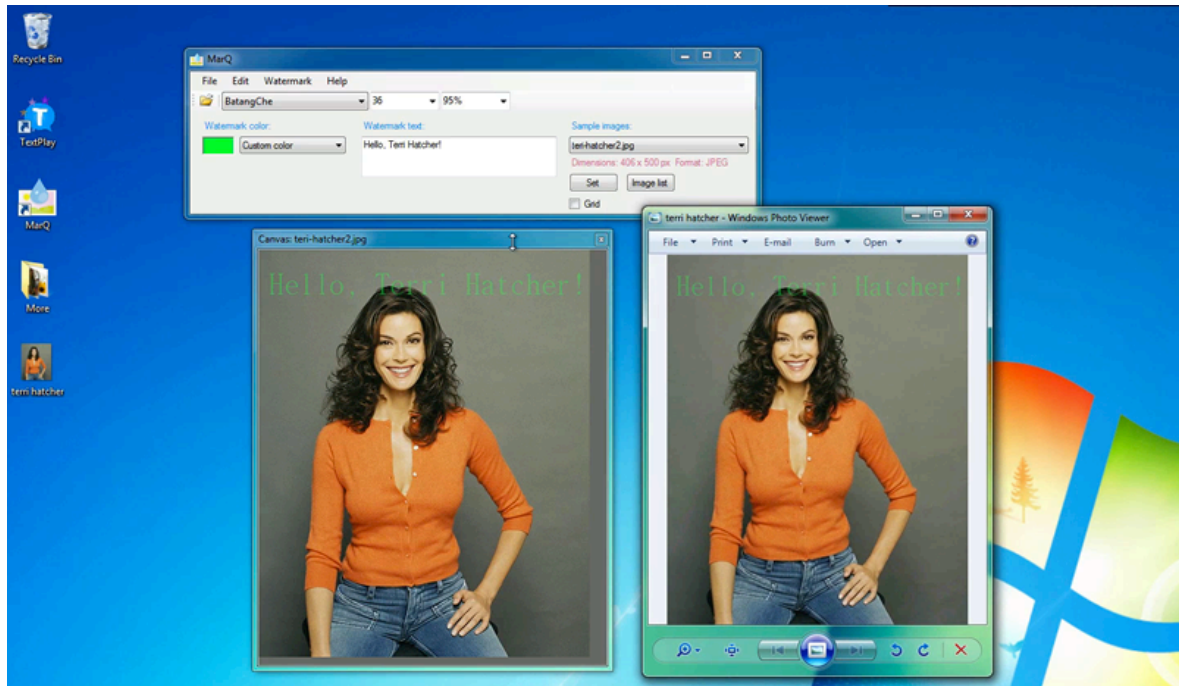 Recycle Bin
TextPlay
MarQ
More
terri hatcher
MarQ
File Edit Watermark Help
BatangChe 36 95%
Watermark color: Watermark text: Sample images:
Custom color Hello, Terri Hatcher! teri-hatcher2.jpg
Dimensions: 406 x 500 px Format: JPEG
Set Image list
Grid
Canvas: teri-hatcher2.jpg
Hello, Terri Hatcher!
terri hatcher - Windows Photo Viewer
File Print E-mail Burn Open
Hello, Terri Hatcher!